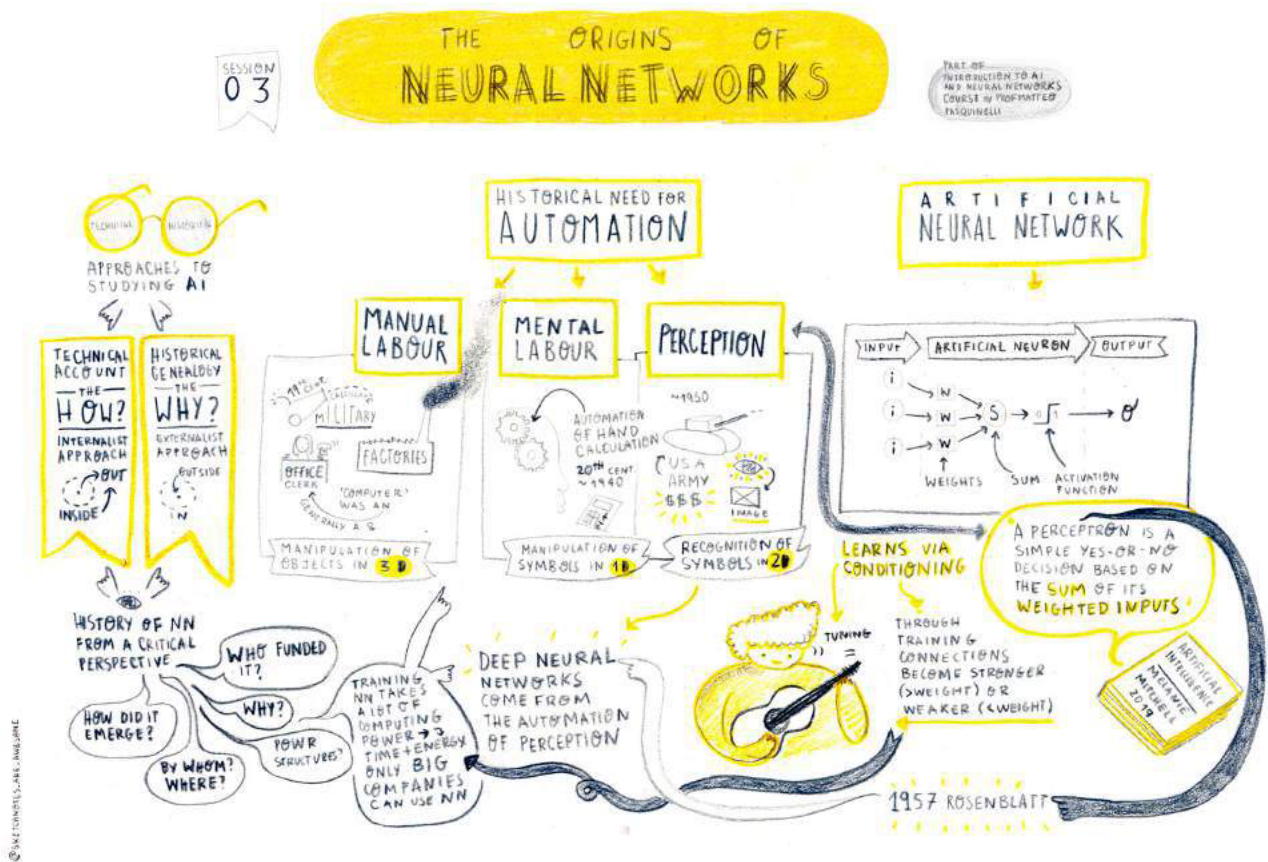 SESSION
03
THE ORIGINS OF
NEURAL NETWORKS
PART OF
INTRODUCTION TO AI
AND NEURAL NETWORKS
COURSE W PROF MATTEO
PASQUINELLI
TECHNICAL
HISTORICAL
APPROACHES TO
STUDYING AI
TECHNICAL
ACCOUNT
THE
HOW?
INTERNALIST
APPROACH
OUT
INSIDE
HISTORICAL
GENEALOGY
THE
WHY?
EXTERNALIST
APPROACH
OUTSIDE
IN
HISTORY OF NN
FROM A CRITICAL
PERSPECTIVE
WHO FUNDED
IT?
WHY?
HOW DID IT
EMERGE?
BY WHOM?
WHERE?
POWR
STRUCTURES?
TRAINING
NN TAKES
A LOT OF
COMPUTING
POWER →
TIME + ENERGY
ONLY BIG
COMPANIES
CAN USE NN
HISTORICAL NEED FOR
AUTOMATION
MANUAL
LABOUR
19TH CENT.
MILITARY
OFFICE
CLERK
FACTORIES
'COMPUTER'
WAS AN
GENERALLY A ♀
MANIPULATION OF
OBJECTS IN 3D
MENTAL
LABOUR
AUTOMATION
OF HAND
CALCULATION
20TH CENT.
~1940
MANIPULATION OF
SYMBOLS IN 1D
PERCEPTION
~1950
USA
ARMY
$$$
IMAGE
RECOGNITION OF
SYMBOLS IN 2D
DEEP NEURAL
NETWORKS
COME FROM
THE AUTOMATION
OF PERCEPTION
ARTIFICIAL
NEURAL NETWORK
INPUT
ARTIFICIAL NEURON
OUTPUT
i
i
i
W
W
W
S
0
1
σ
WEIGHTS
SUM
ACTIVATION
FUNCTION
LEARNS VIA
CONDITIONING
TUNING
=
THROUGH
TRAINING
CONNECTIONS
BECOME STRONGER
(>WEIGHT) OR
WEAKER (<WEIGHT)
'A PERCEPTRON IS A
SIMPLE YES-OR-NO
DECISION BASED ON
THE SUM OF ITS
WEIGHTED INPUTS'
ARTIFICIAL
INTELLIGENCE
MELANIE
MITCHELL
2019
1957 ROSENBLATT
@SKETCHNOTES.ARE.AWESOME